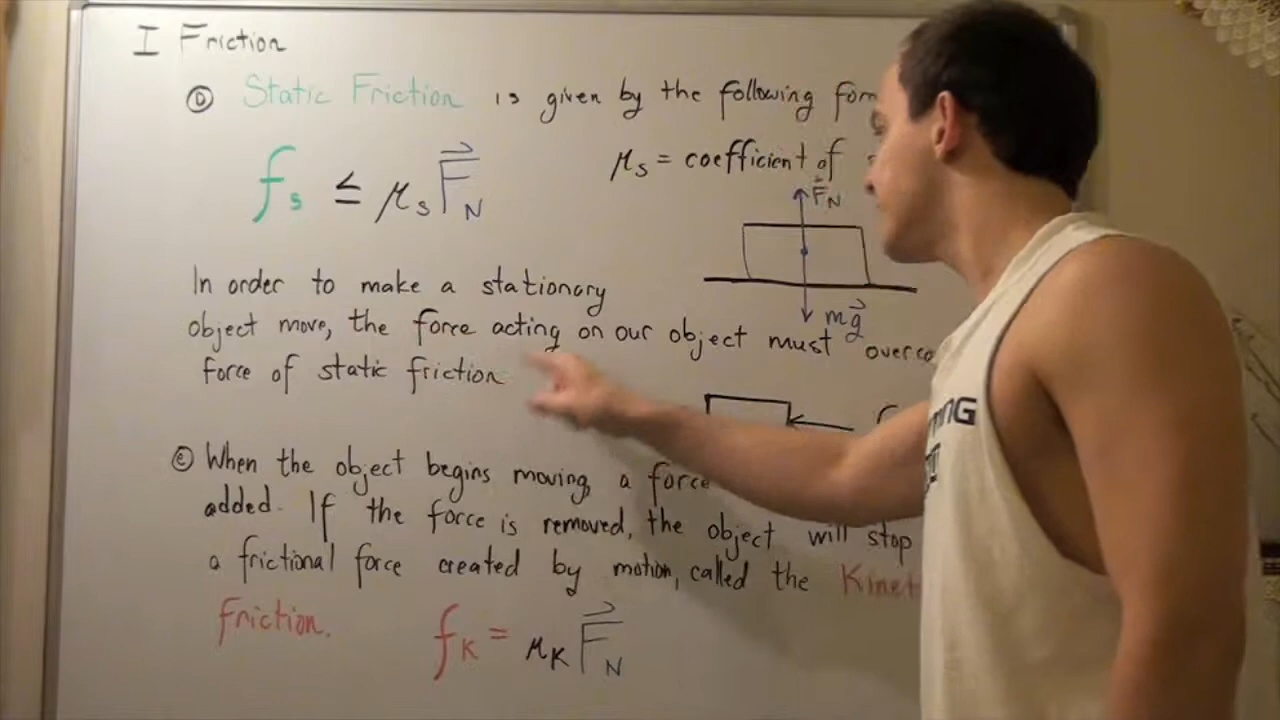 I Friction
① Static Friction is given by the following
fs ≤ μs F⃗N
μs = coefficient of
F⃗N
mg⃗
In order to make a stationary
object move, the force acting on our object must
force of static friction
② When the object begins moving, a force
added. If the force is removed, the object will stop
a frictional force created by motion, called the
Friction.
fK = μK F⃗N